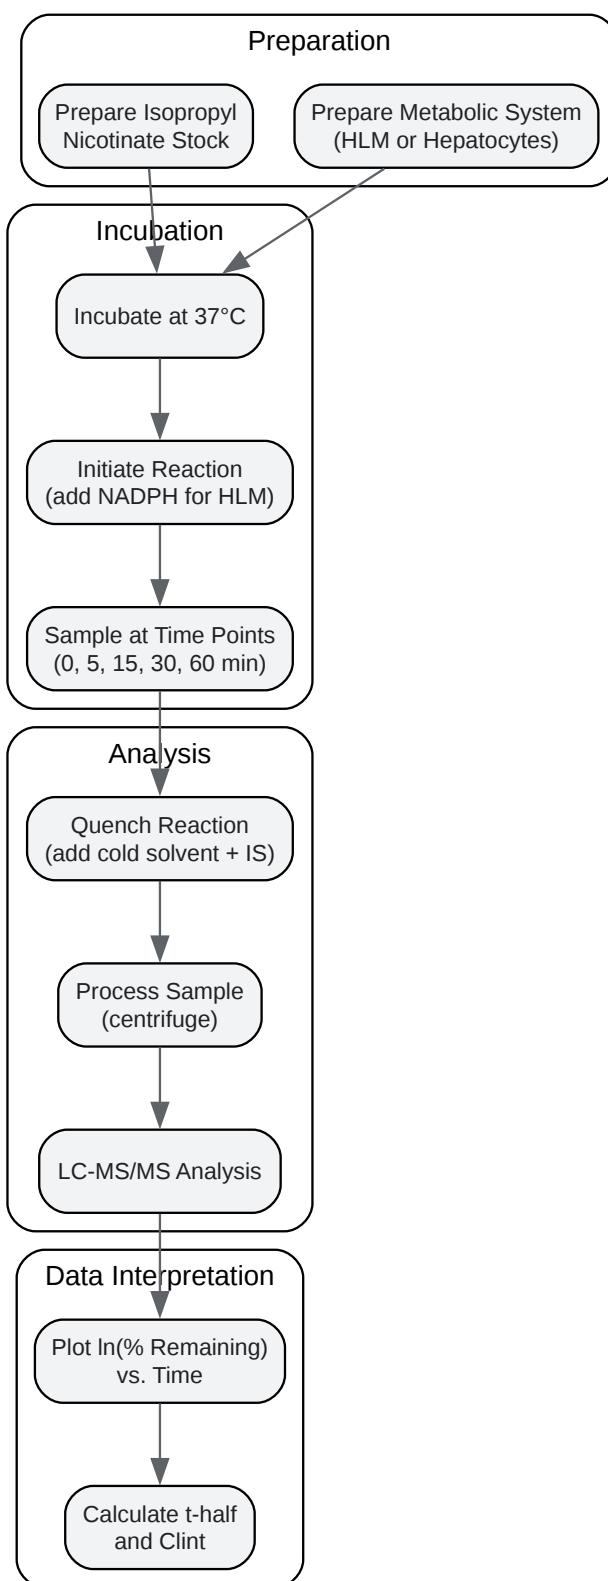 Preparation
Prepare Isopropyl
Nicotinate Stock
Prepare Metabolic System
(HLM or Hepatocytes)
Incubation
Incubate at 37°C
Initiate Reaction
(add NADPH for HLM)
Sample at Time Points
(0, 5, 15, 30, 60 min)
Analysis
Quench Reaction
(add cold solvent + IS)
Process Sample
(centrifuge)
LC-MS/MS Analysis
Data Interpretation
Plot ln(% Remaining)
vs. Time
Calculate t-half
and Clint